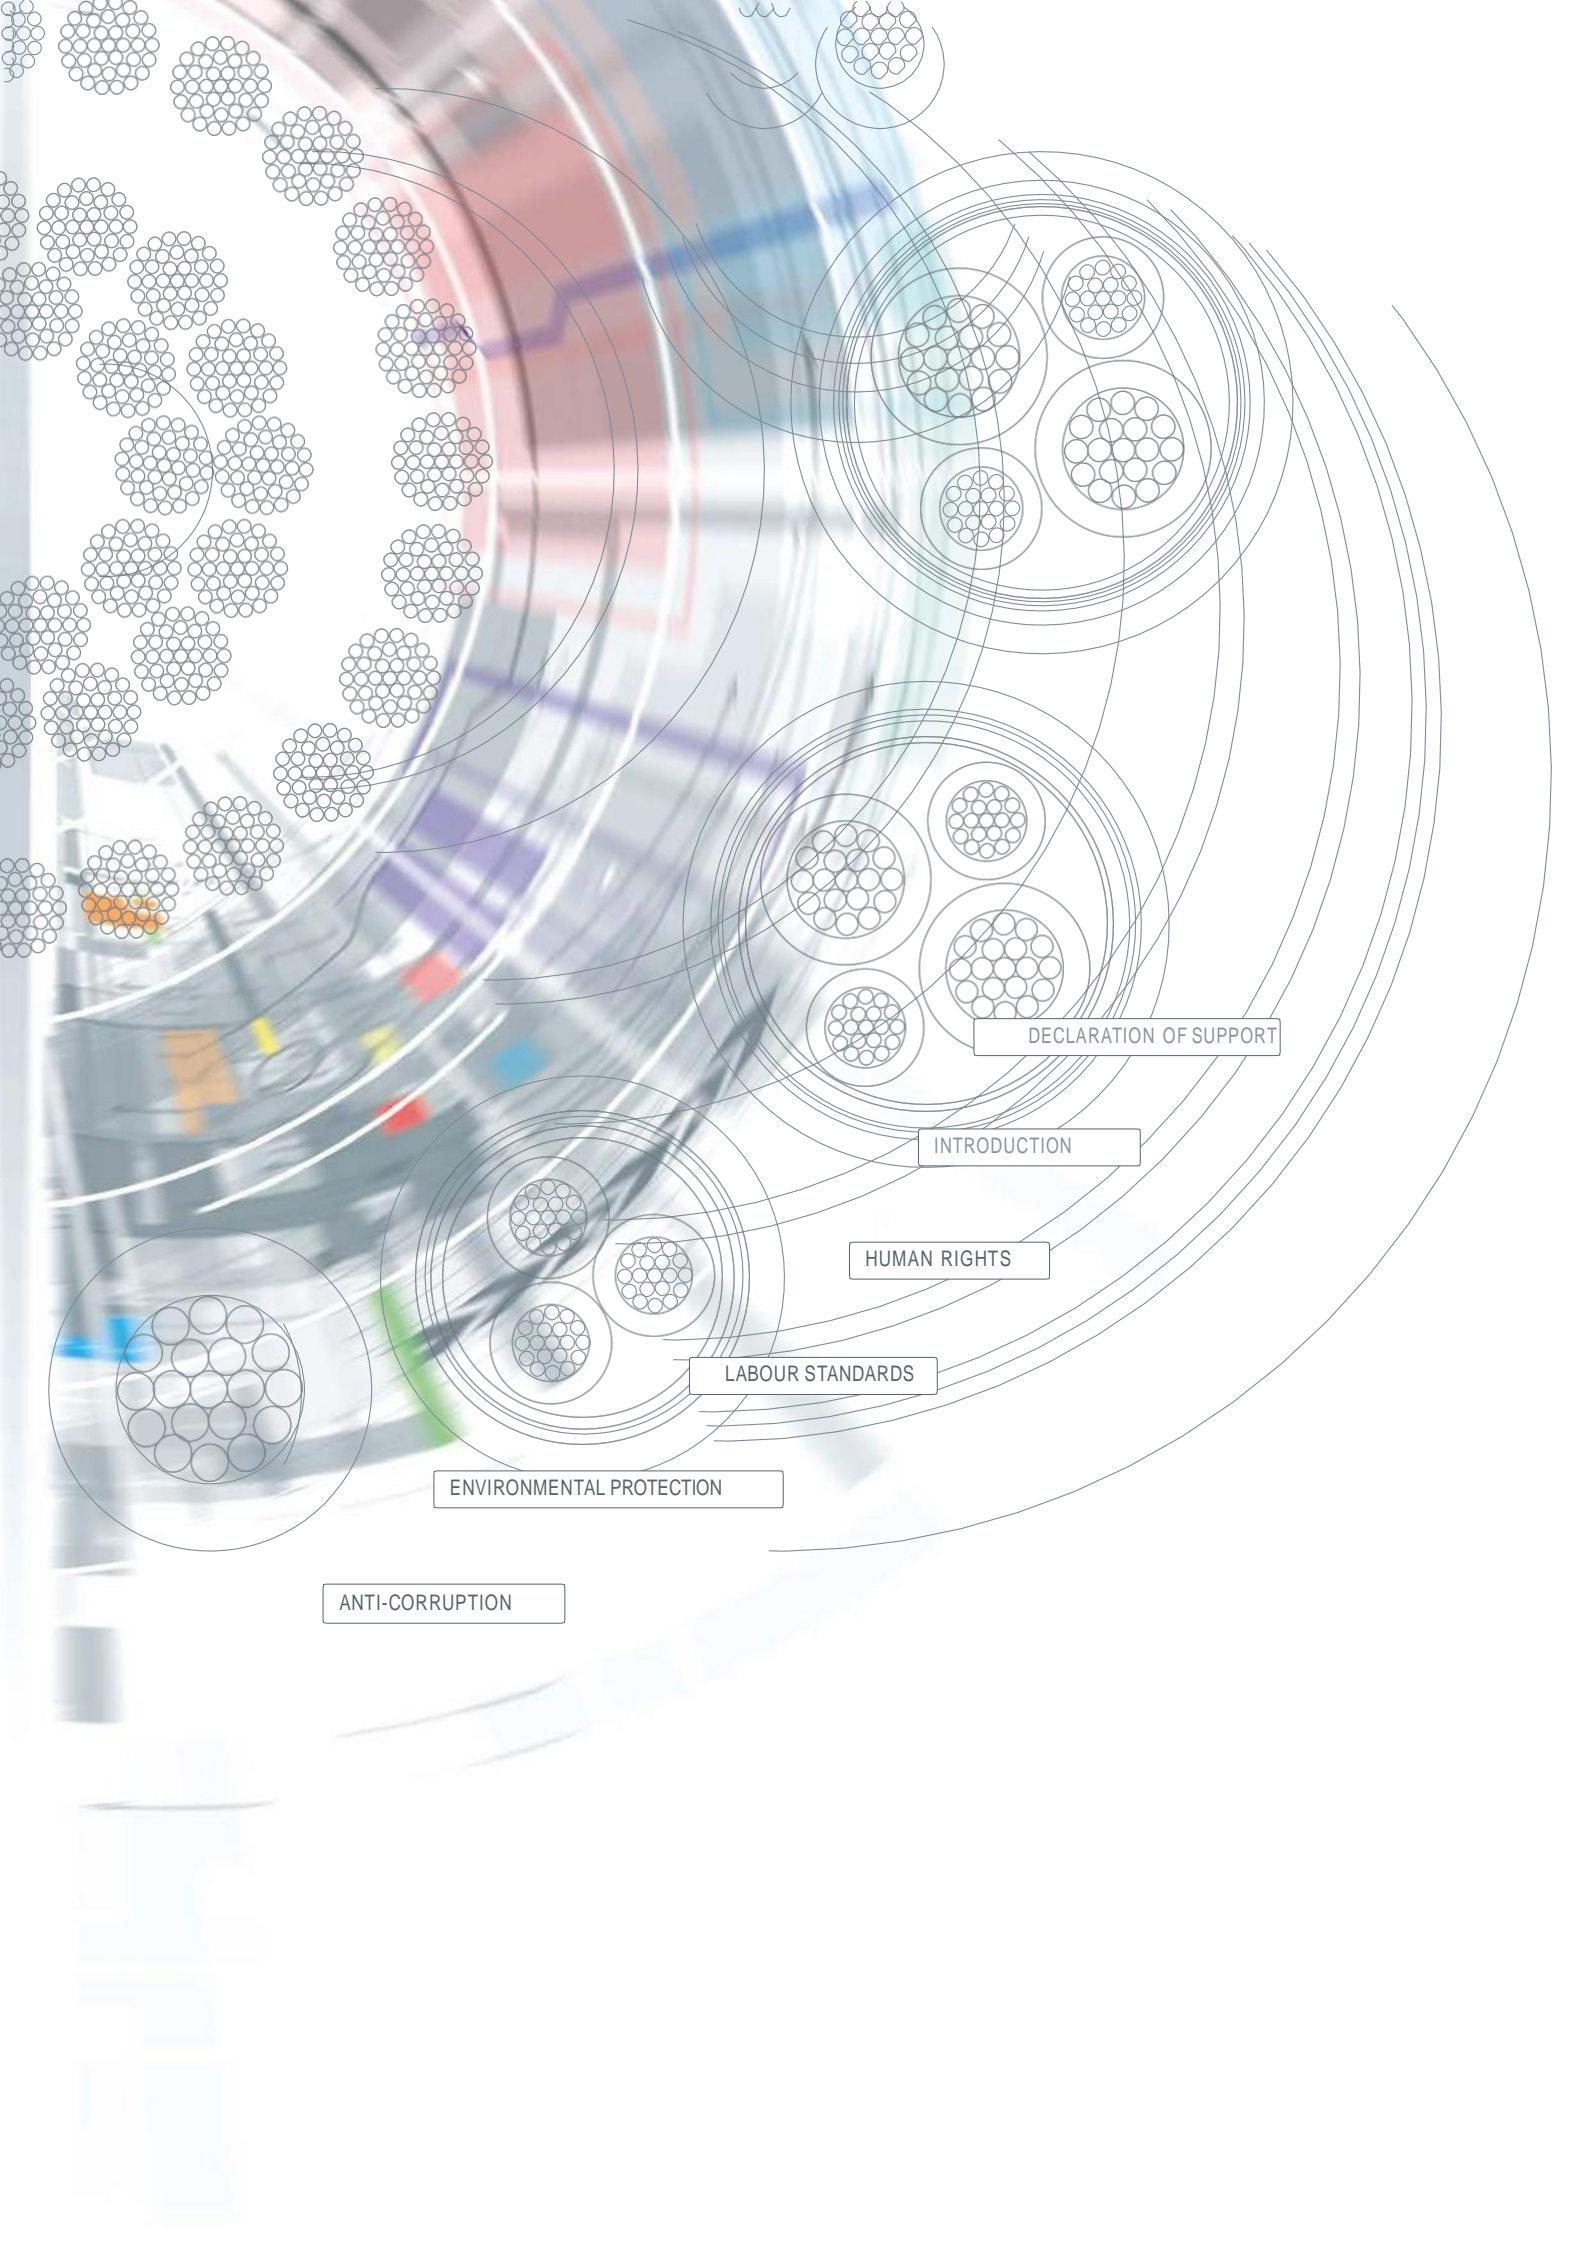 DECLARATION OF SUPPORT
INTRODUCTION
HUMAN RIGHTS
LABOUR STANDARDS
ENVIRONMENTAL PROTECTION
ANTI-CORRUPTION